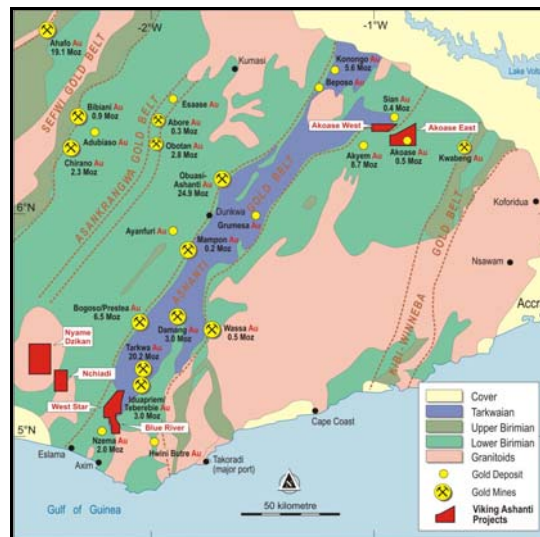 -2°W
-1°W
Ahafo Au
19.1 Moz
SEFWI GOLD BELT
Kumasi
Konongo Au
5.6 Moz
Beposo Au
Lake Volta
Bibiani Au
0.9 Moz
Adubiaso Au
Chirano Au
2.3 Moz
Esaase Au
Abore Au
0.3 Moz
Obotan Au
2.8 Moz
ASANKRANGWA GOLD BELT
Sian Au
0.4 Moz
Akoase West
Akoase East
Akoase Au
0.5 Moz
Akyem Au
8.7 Moz
Kwabeng Au
Obuasi-
Ashanti Au
24.9 Moz
6°N
Dunkwa
Grumesa Au
Koforidua
Ayanfuri Au
Mampon Au
0.2 Moz
ASHANTI GOLD BELT
KIBI WINNEBA GOLD BELT
Nsawam
Accr
Bogoso/Prestea Au
6.5 Moz
Damang Au
3.0 Moz
Wassa Au
0.5 Moz
Nyame
Dzikan
Tarkwa Au
20.2 Moz
Nchiadi
Iduapriem/
Teberebie Au
3.0 Moz
West Star
Blue River
5°N
Nzema Au
2.0 Moz
Hwini Butre Au
Eslama
Axim
Takoradi
(major port)
Cape Coast
Gulf of Guinea
50 kilometre
Cover
Tarkwaian
Upper Birimian
Lower Birimian
Granitoids
Gold Deposit
Gold Mines
Viking Ashanti
Projects